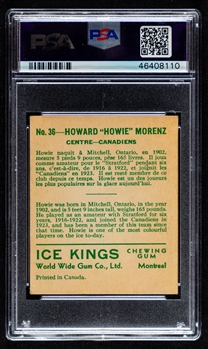 PSA
PSA
PSA
46408110
No. 36—HOWARD "HOWIE" MORENZ
CENTRE—CANADIENS
Howie naquit à Mitchell, Ontario, en 1902,
mesure 5 pieds 9 pouces, pèse 165 livres. Il
joua comme amateur pour le "Stratford" pendant
six ans, de 1916 à 1922, et il joignit les
"Canadiens" en 1923. Il est resté membre de ce
club depuis ce temps. Howie est un des
joueurs les plus populaires sur la glace aujourd'hui.
Howie was born in Mitchell, Ontario, in the year
1902, and is 5 feet 9 inches tall, weighs 165 pounds.
He played as an amateur with Stratford for six
years, 1916-1922, and joined the Canadiens in
1923, and has been a member of this team since
that time. Howie is one of the most colourful
players on the ice to-day.
ICE KINGS CHEWING GUM
World Wide Gum Co., Ltd. Montreal
Printed in Canada.